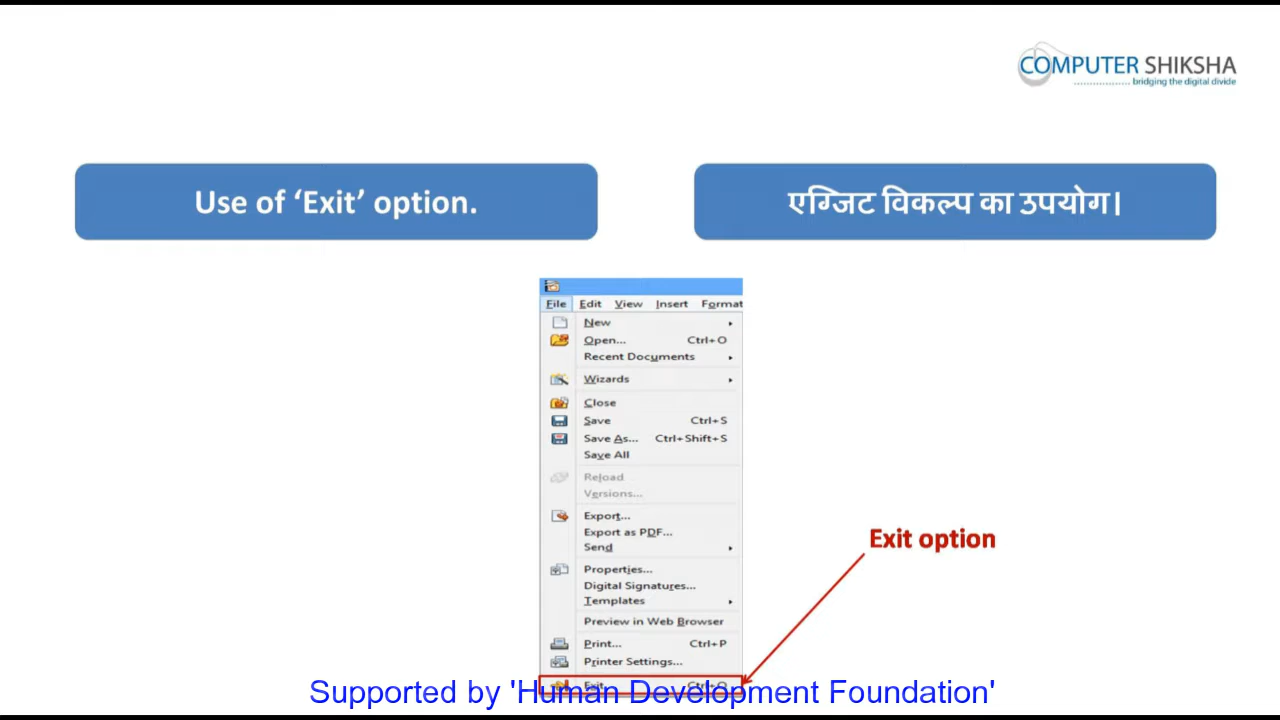 COMPUTER SHIKSHA
bridging the digital divide
Use of ‘Exit’ option.
एग्जिट विकल्प का उपयोग।
File Edit View Insert Format
New
Open... Ctrl+O
Recent Documents
Wizards
Close
Save Ctrl+S
Save As... Ctrl+Shift+S
Save All
Reload
Versions...
Export...
Export as PDF...
Send
Properties...
Digital Signatures...
Templates
Preview in Web Browser
Print... Ctrl+P
Printer Settings...
Exit Ctrl+Q
Exit option
Supported by 'Human Development Foundation'